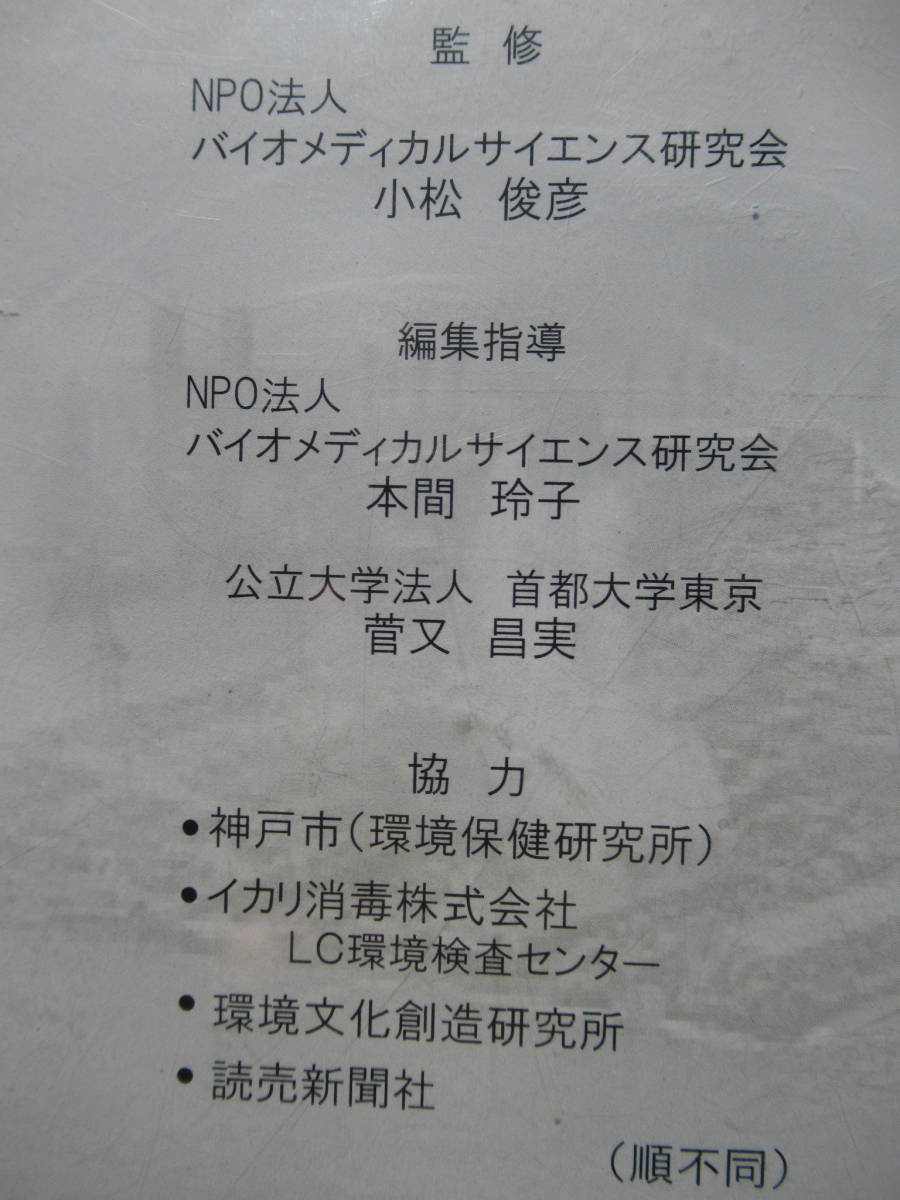 監 修
NPO法人
バイオメディカルサイエンス研究会
小松 俊彦
編集指導
NPO法人
バイオメディカルサイエンス研究会
本間 玲子
公立大学法人 首都大学東京
菅又 昌実
協 力
•神戸市(環境保健研究所)
•イカリ消毒株式会社
LC環境検査センター
• 環境文化創造研究所
• 読売新聞社
(順不同)